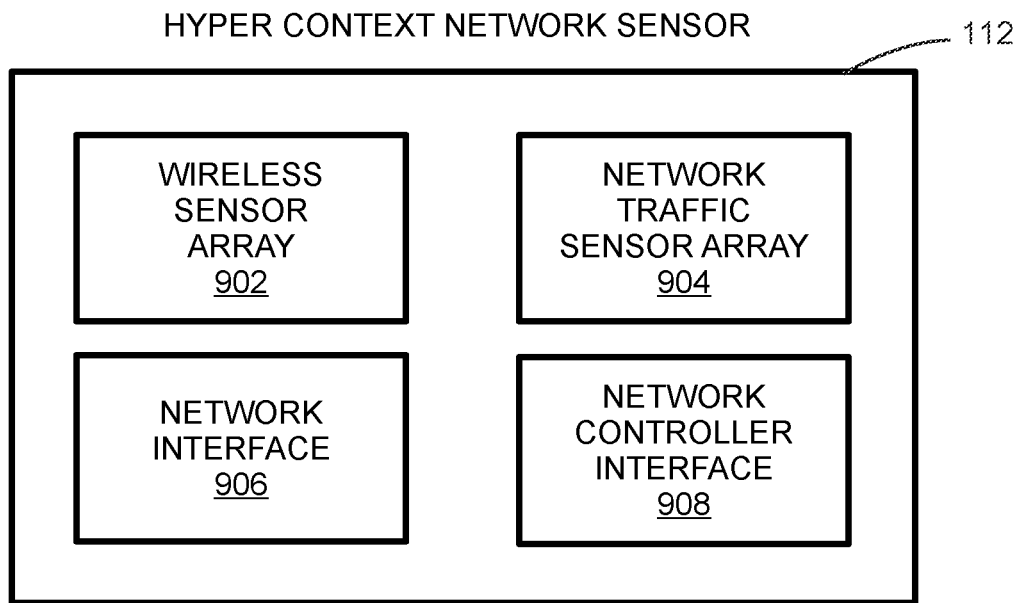 HYPER CONTEXT NETWORK SENSOR
112
WIRELESS
SENSOR
ARRAY
902
NETWORK
TRAFFIC
SENSOR ARRAY
904
NETWORK
INTERFACE
906
NETWORK
CONTROLLER
INTERFACE
908